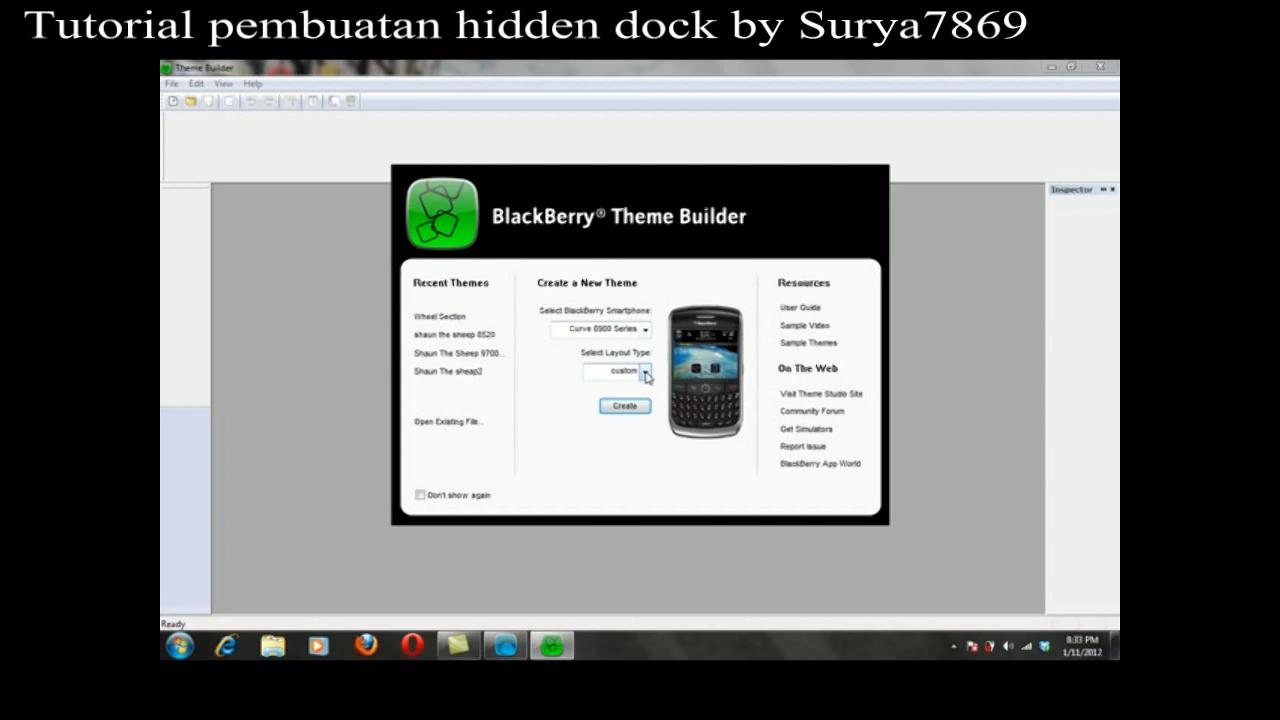 Tutorial pembuatan hidden dock by Surya7869
Theme Builder
File Edit View Help
Inspector
BlackBerry® Theme Builder
Recent Themes
Wheel Section
shaun the sheep 8520
Shaun The Sheep 9700...
Shaun The sheap2
Open Existing File...
Don't show again
Create a New Theme
Select BlackBerry Smartphone:
Curve 8900 Series
Select Layout Type:
custom
Create
Resources
User Guide
Sample Video
Sample Themes
On The Web
Visit Theme Studio Site
Community Forum
Get Simulators
Report Issue
BlackBerry App World
Ready
8:33 PM
1/11/2012